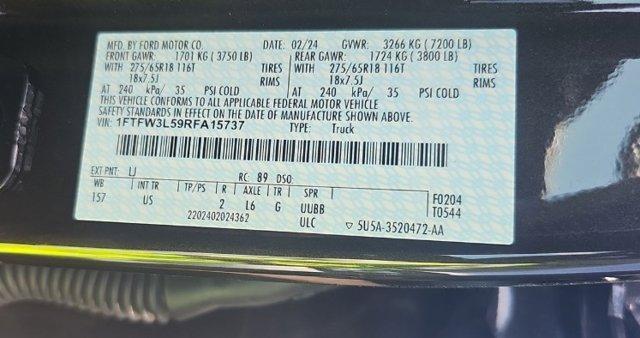 MFD. BY FORD MOTOR CO. DATE: 02/24 GVWR: 3266 KG ( 7200 LB)
FRONT GAWR: 1701 KG ( 3750 LB) REAR GAWR: 1724 KG ( 3800 LB)
WITH 275/65R18 116T TIRES WITH 275/65R18 116T TIRES
18x7.5J RIMS 18x7.5J RIMS
AT 240 kPa/ 35 PSI COLD AT 240 kPa/ 35 PSI COLD
THIS VEHICLE CONFORMS TO ALL APPLICABLE FEDERAL MOTOR VEHICLE
SAFETY STANDARDS IN EFFECT ON THE DATE OF MANUFACTURE SHOWN ABOVE.
VIN: 1FTFW3L59RFA15737 TYPE: Truck
EXT PNT: LJ RC: 89 DSO:
WB INT TR TP/PS R AXLE TR SPR F0204
157 US 2 L6 G UUBB T0544
2202402024362 ULC ▽ 5U5A-3520472-AA